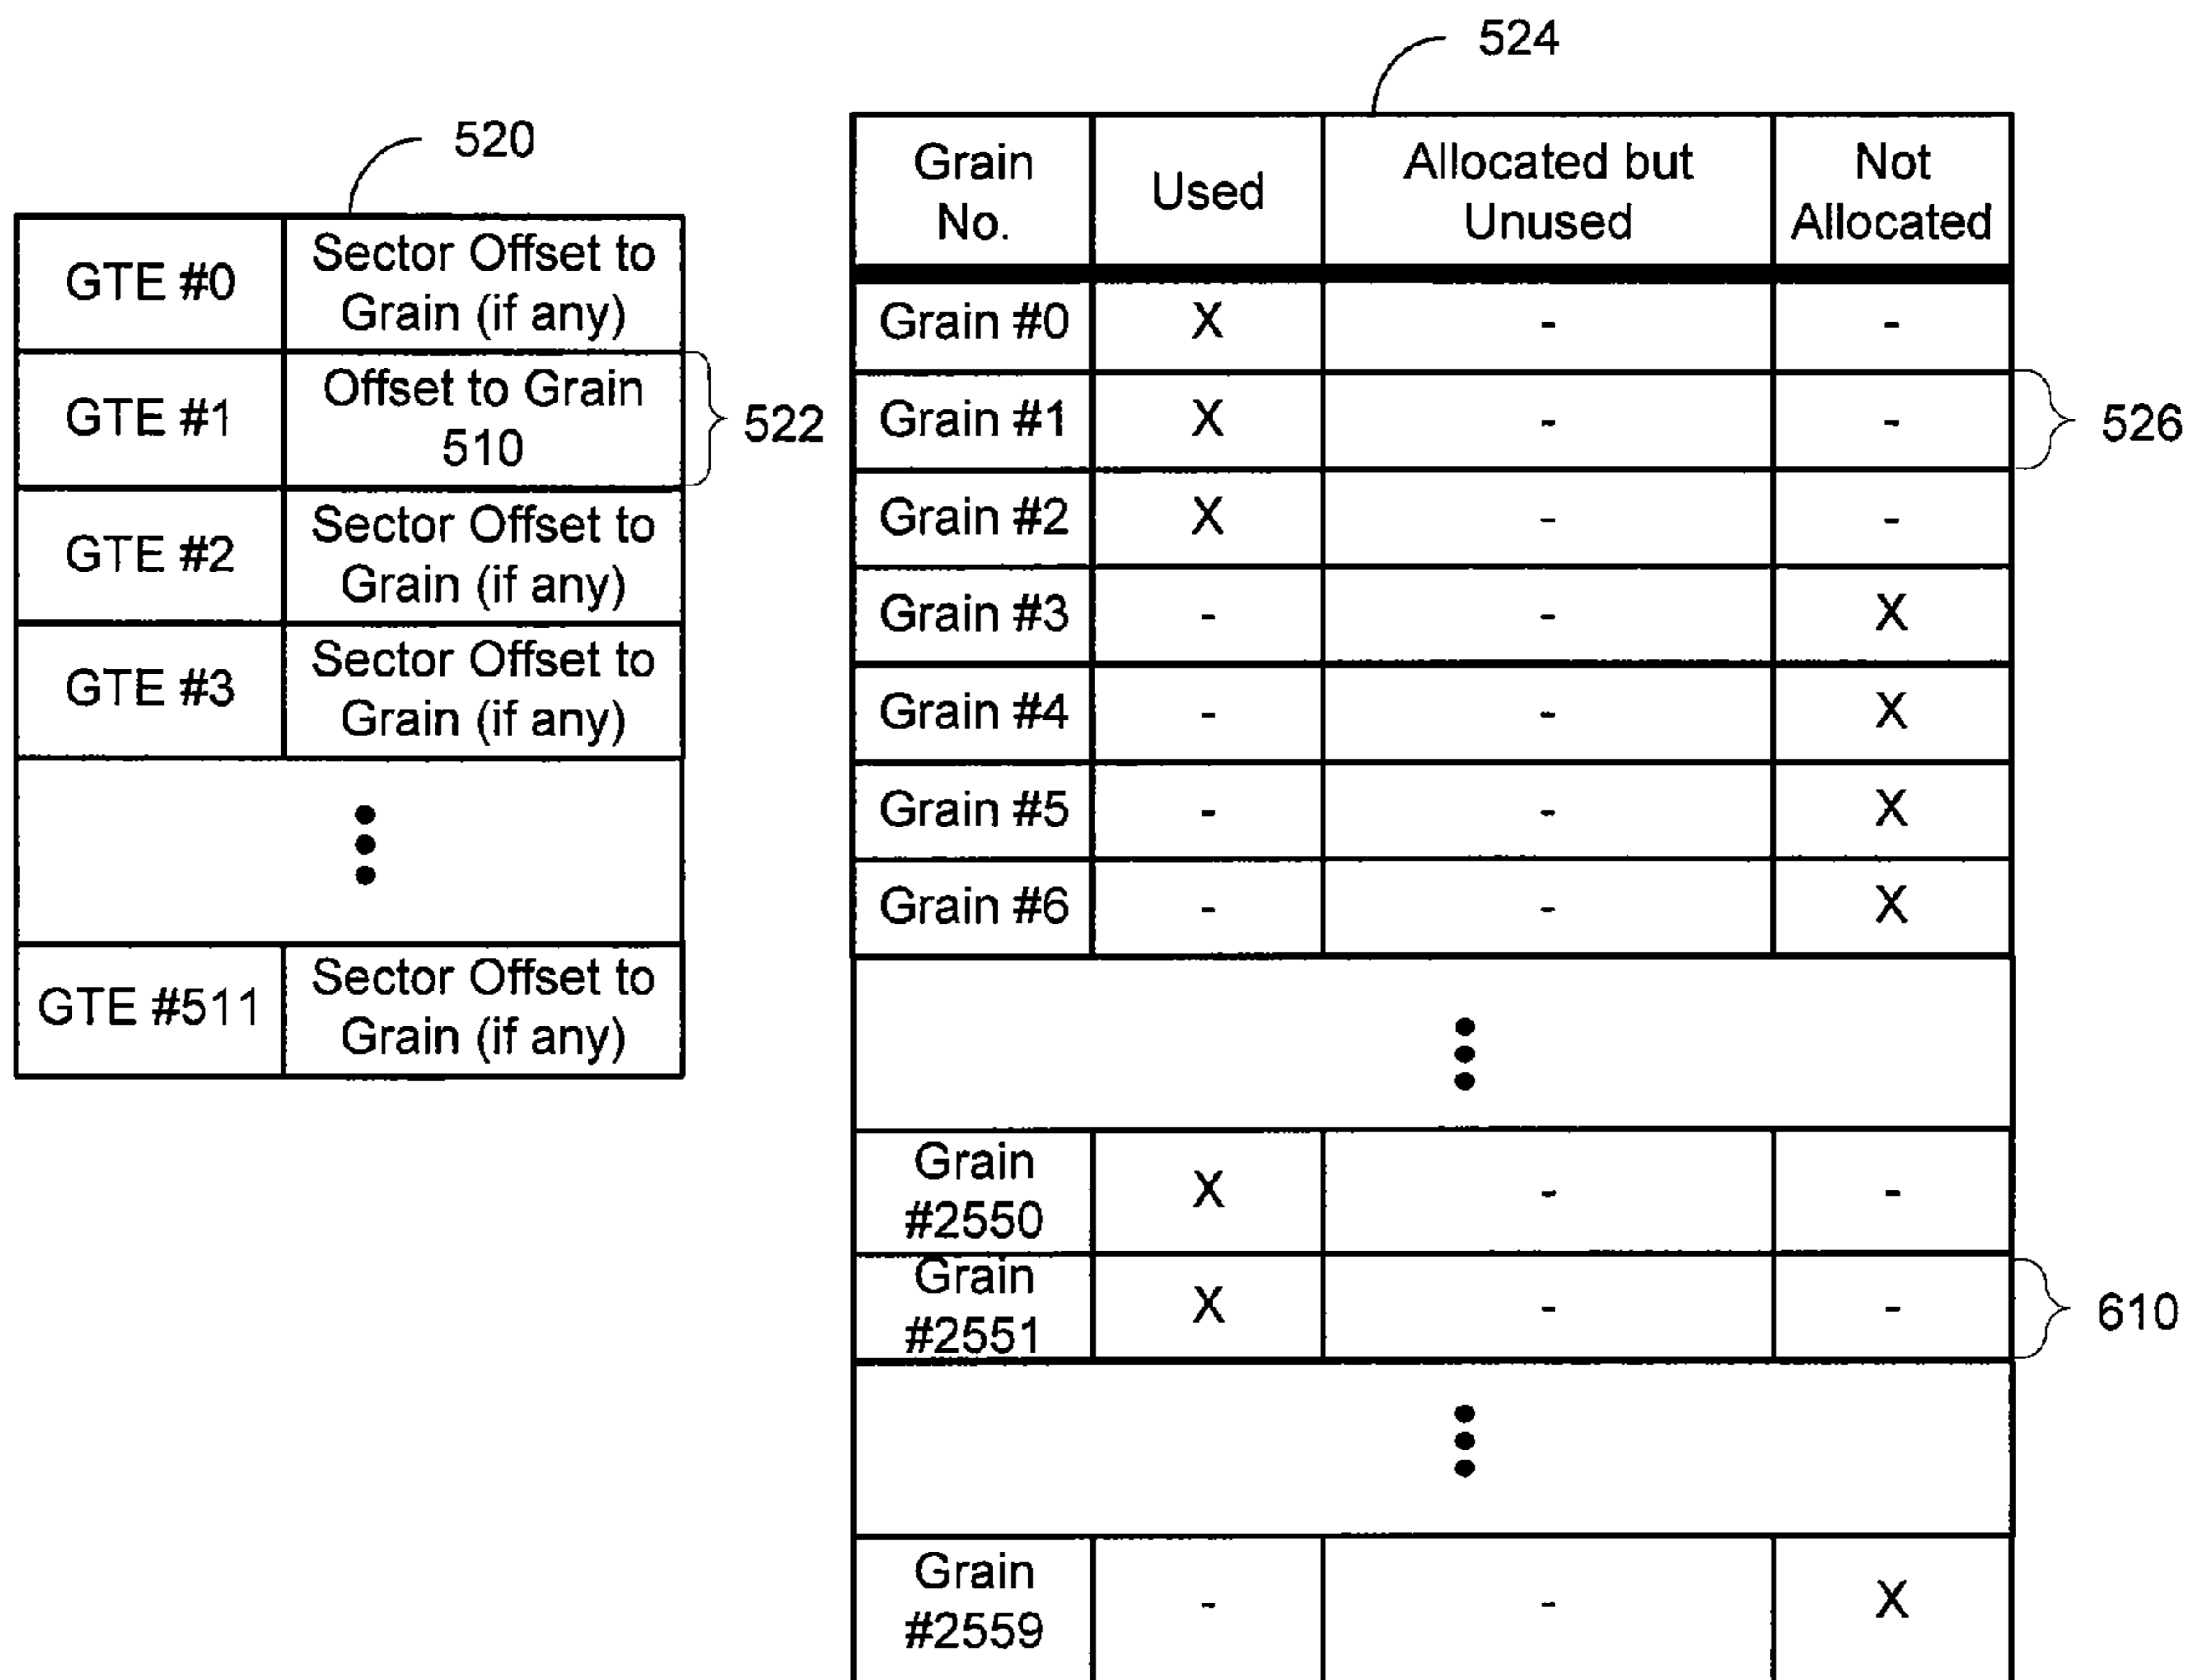 520
GTE #0
Sector Offset to
Grain (if any)
GTE #1
Offset to Grain
510
522
GTE #2
Sector Offset to
Grain (if any)
GTE #3
Sector Offset to
Grain (if any)
GTE #511
Sector Offset to
Grain (if any)
524
Grain
No.
Used
Allocated but
Unused
Not
Allocated
Grain #0 X - -
Grain #1 X - -
526
Grain #2 X - -
Grain #3 - - X
Grain #4 - - X
Grain #5 - - X
Grain #6 - - X
Grain
#2550
X - -
Grain
#2551
X - -
610
Grain
#2559
- - X